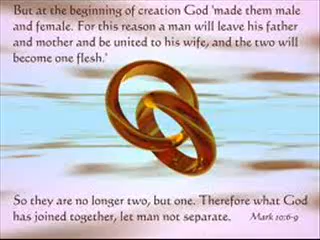 But at the beginning of creation God 'made them male
and female. For this reason a man will leave his father
and mother and be united to his wife, and the two will
become one flesh.'
So they are no longer two, but one. Therefore what God
has joined together, let man not separate. Mark 10:6-9